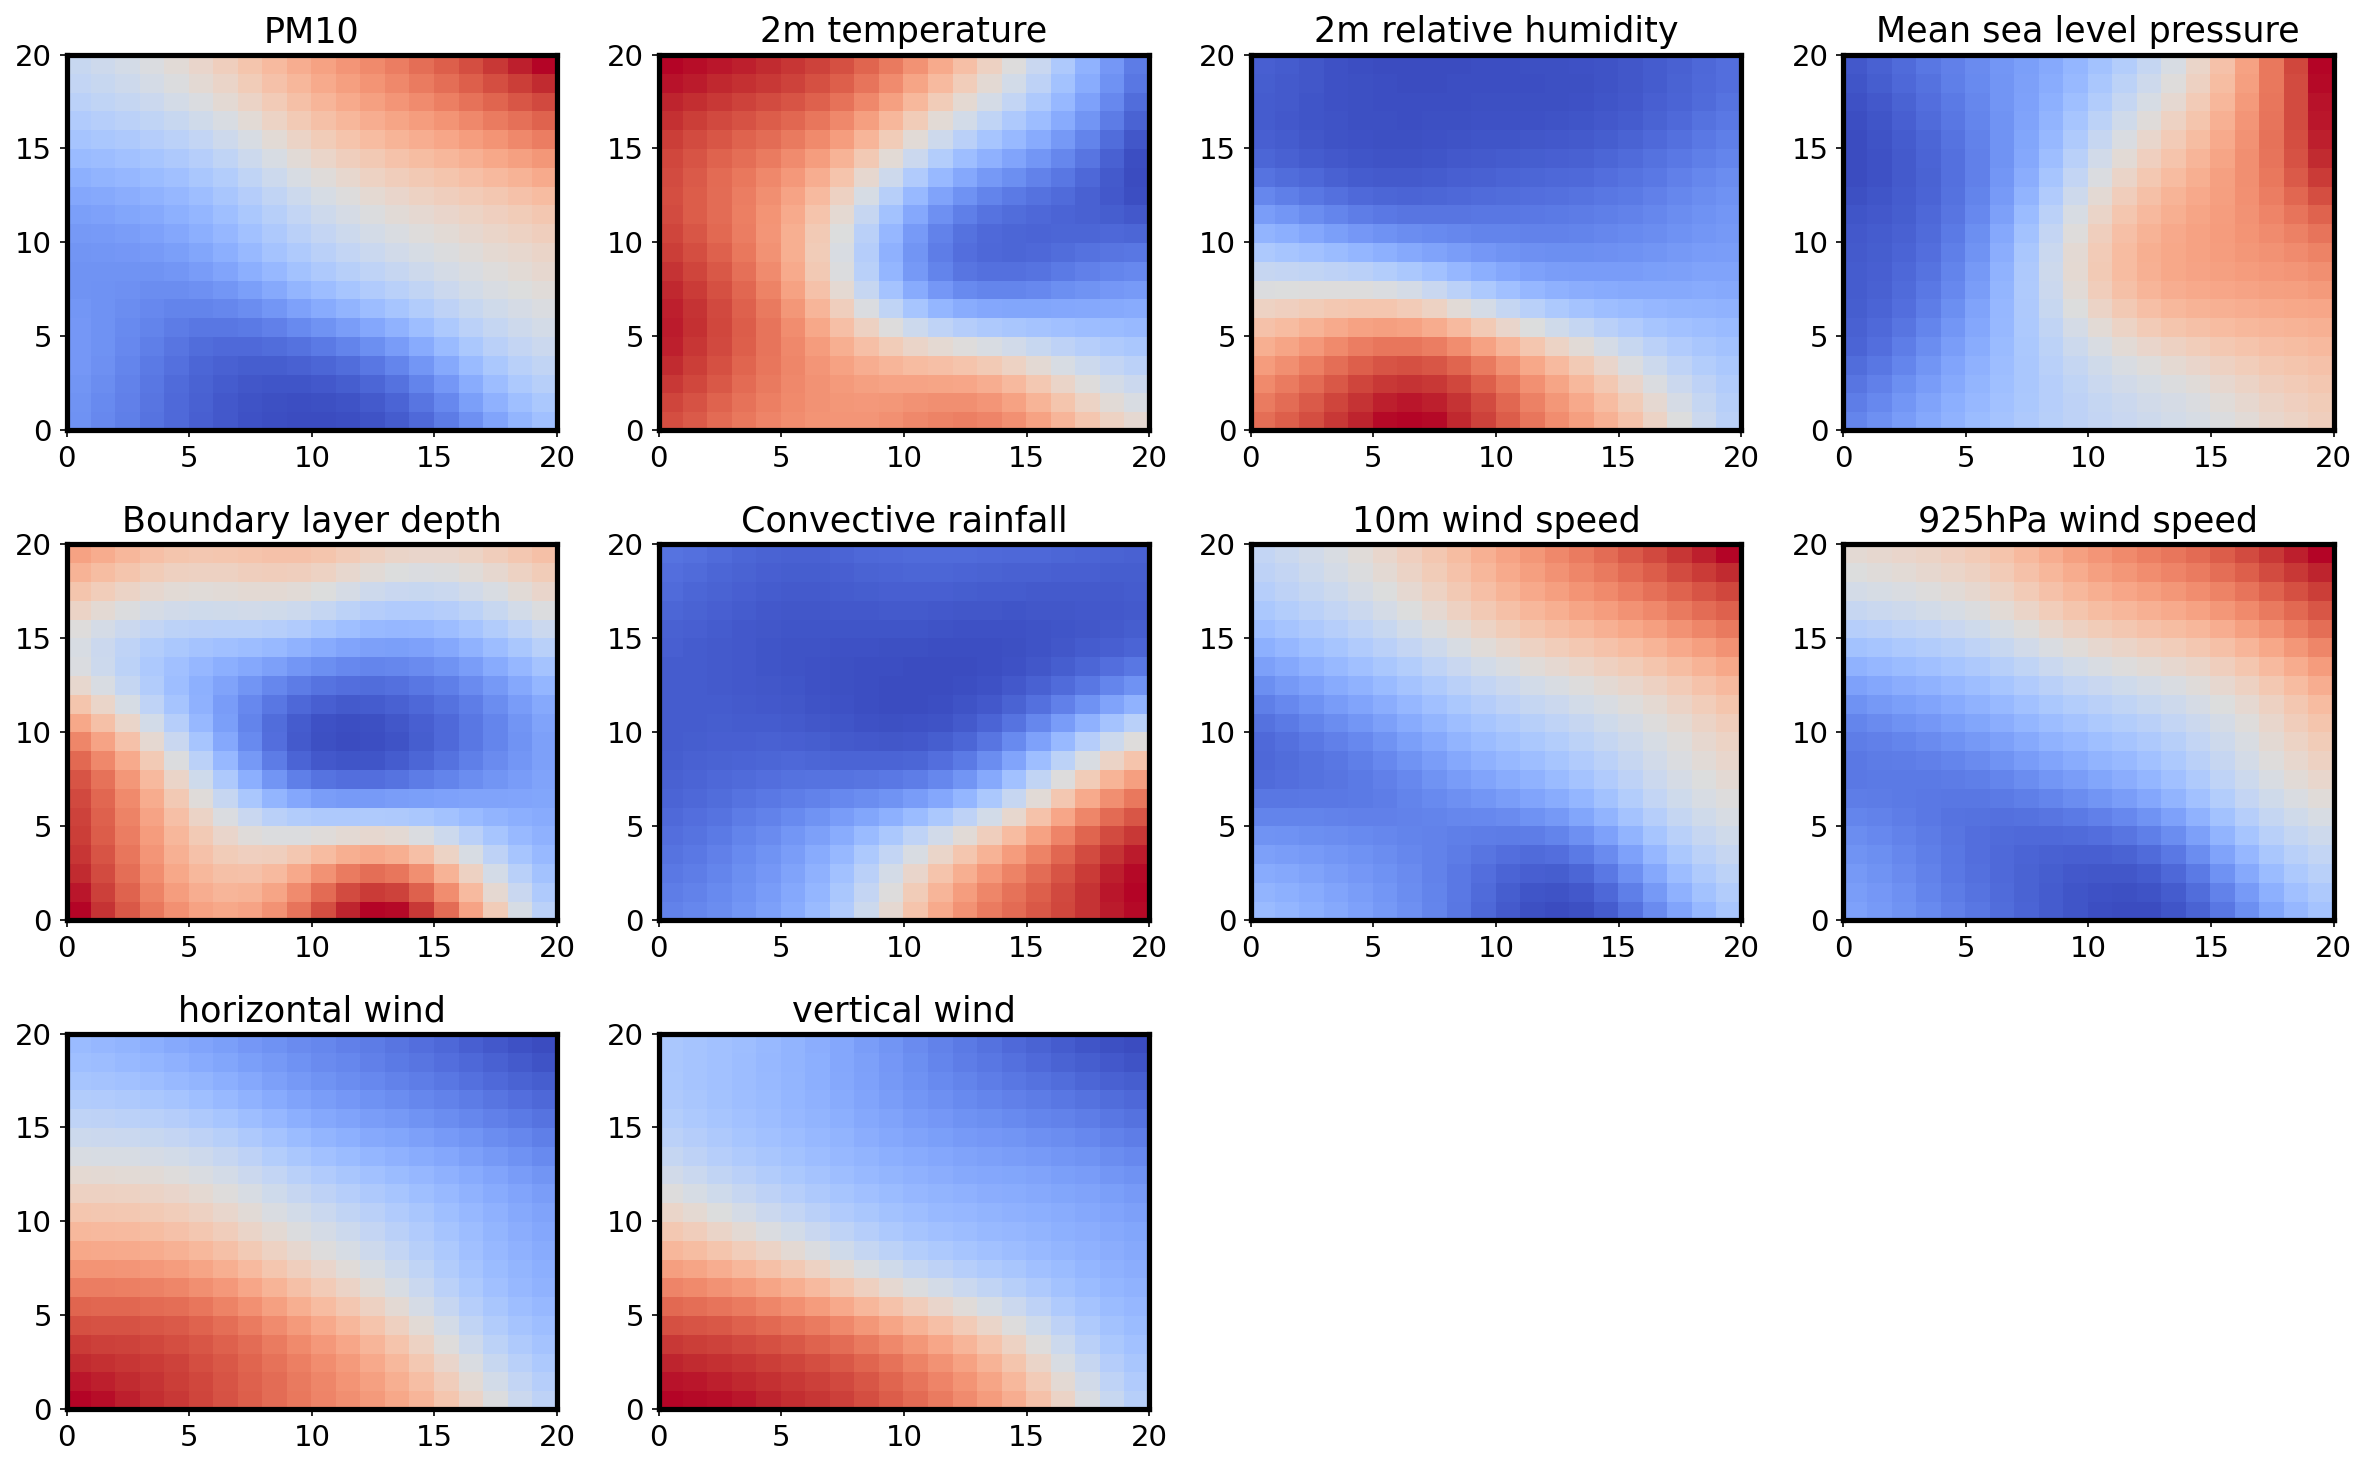 PM10 2m temperature 2m relative humidity Mean sea level pressure
20 20 20 20
15 15 15 15
10 10 10 10
5 5 5 5
0 0 0 0
0 5 10 15 20 0 5 10 15 20 0 5 10 15 20 0 5 10 15 20
Boundary layer depth Convective rainfall 10m wind speed 925hPa wind speed
20 20 20 20
15 15 15 15
10 10 10 10
5 5 5 5
0 0 0 0
0 5 10 15 20 0 5 10 15 20 0 5 10 15 20 0 5 10 15 20
horizontal wind vertical wind
20 20
15 15
10 10
5 5
0 0
0 5 10 15 20 0 5 10 15 20